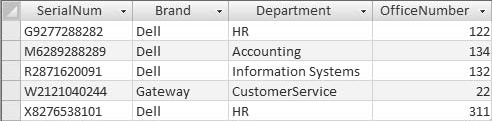 SerialNum Brand Department OfficeNumber
G9277288282 Dell HR 122
M6289288289 Dell Accounting 134
R2871620091 Dell Information Systems 132
W2121040244 Gateway CustomerService 22
X8276538101 Dell HR 311